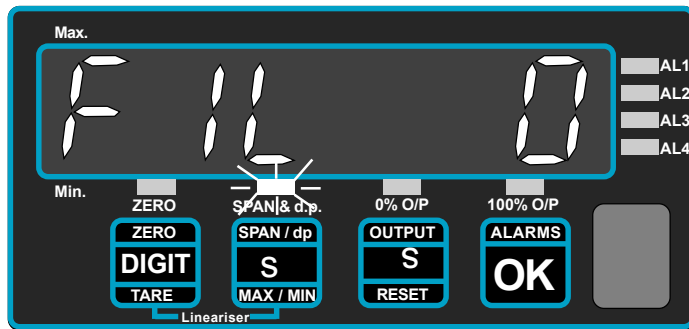 Max.
FIL 0
AL1
AL2
AL3
AL4
Min.
ZERO SPAN & d.p. 0% O/P 100% O/P
ZERO SPAN / dp OUTPUT ALARMS
DIGIT S S OK
TARE MAX / MIN RESET
Lineariser